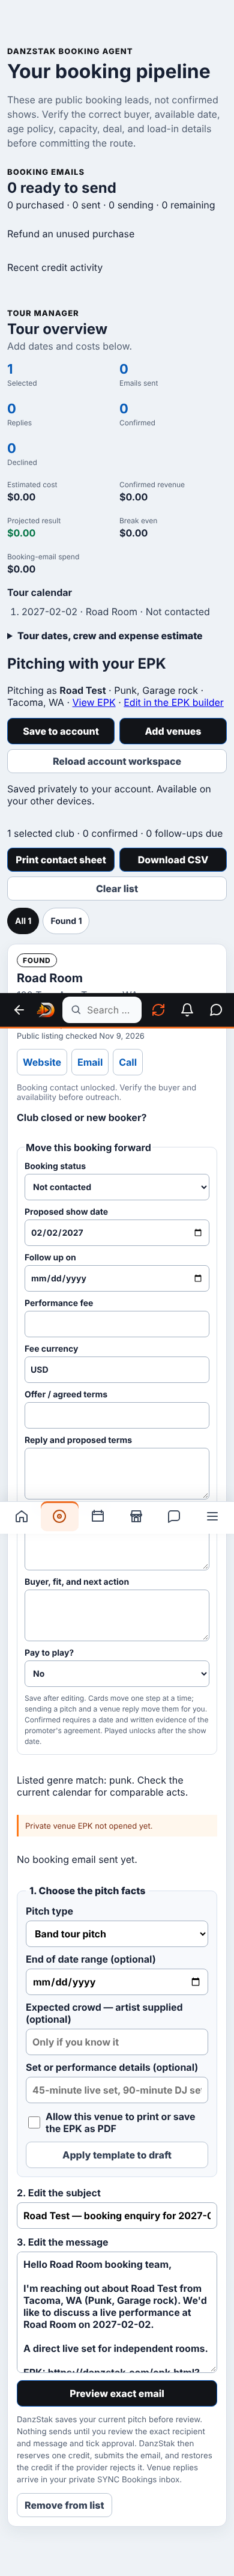 DANZSTAK BOOKING AGENT
Your booking pipeline
These are public booking leads, not confirmed
shows. Verify the correct buyer, available date,
age policy, capacity, deal, and load-in details
before committing the route.
BOOKING EMAILS
0 ready to send
0 purchased · 0 sent · 0 sending · 0 remaining
Refund an unused purchase
Recent credit activity
TOUR MANAGER
Tour overview
Add dates and costs below.
1 0
Selected Emails sent
0 0
Replies Confirmed
0
Declined
Estimated cost Confirmed revenue
$0.00 $0.00
Projected result Break even
$0.00 $0.00
Booking-email spend
$0.00
Tour calendar
1. 2027-02-02 · Road Room · Not contacted
Tour dates, crew and expense estimate
Pitching with your EPK
Pitching as Road Test · Punk, Garage rock ·
Tacoma, WA · View EPK · Edit in the EPK builder
Save to account Add venues
Reload account workspace
Saved privately to your account. Available on
your other devices.
1 selected club · 0 confirmed · 0 follow-ups due
Print contact sheet Download CSV
Clear list
All 1 Found 1
FOUND
Road Room
Search ...
Public listing checked Nov 9, 2026
Website Email Call
Booking contact unlocked. Verify the buyer and
availability before outreach.
Club closed or new booker?
Move this booking forward
Booking status
Not contacted
Proposed show date
02/02/2027
Follow up on
mm/dd/yyyy
Performance fee
Fee currency
USD
Offer / agreed terms
Reply and proposed terms
Buyer, fit, and next action
Pay to play?
No
Save after editing. Cards move one step at a time;
sending a pitch and a venue reply move them for you.
Confirmed requires a date and written evidence of the
promoter's agreement. Played unlocks after the show
date.
Listed genre match: punk. Check the
current calendar for comparable acts.
Private venue EPK not opened yet.
No booking email sent yet.
1. Choose the pitch facts
Pitch type
Band tour pitch
End of date range (optional)
mm/dd/yyyy
Expected crowd — artist supplied
(optional)
Only if you know it
Set or performance details (optional)
45-minute live set, 90-minute DJ se
Allow this venue to print or save
the EPK as PDF
Apply template to draft
2. Edit the subject
Road Test — booking enquiry for 2027-0
3. Edit the message
Hello Road Room booking team,
I'm reaching out about Road Test from
Tacoma, WA (Punk, Garage rock). We'd
like to discuss a live performance at
Road Room on 2027-02-02.
A direct live set for independent rooms.
EPK: https://danzstak.com/epk.html?
Preview exact email
DanzStak saves your current pitch before review.
Nothing sends until you review the exact recipient
and message and tick approval. DanzStak then
reserves one credit, submits the email, and restores
the credit if the provider rejects it. Venue replies
arrive in your private SYNC Bookings inbox.
Remove from list